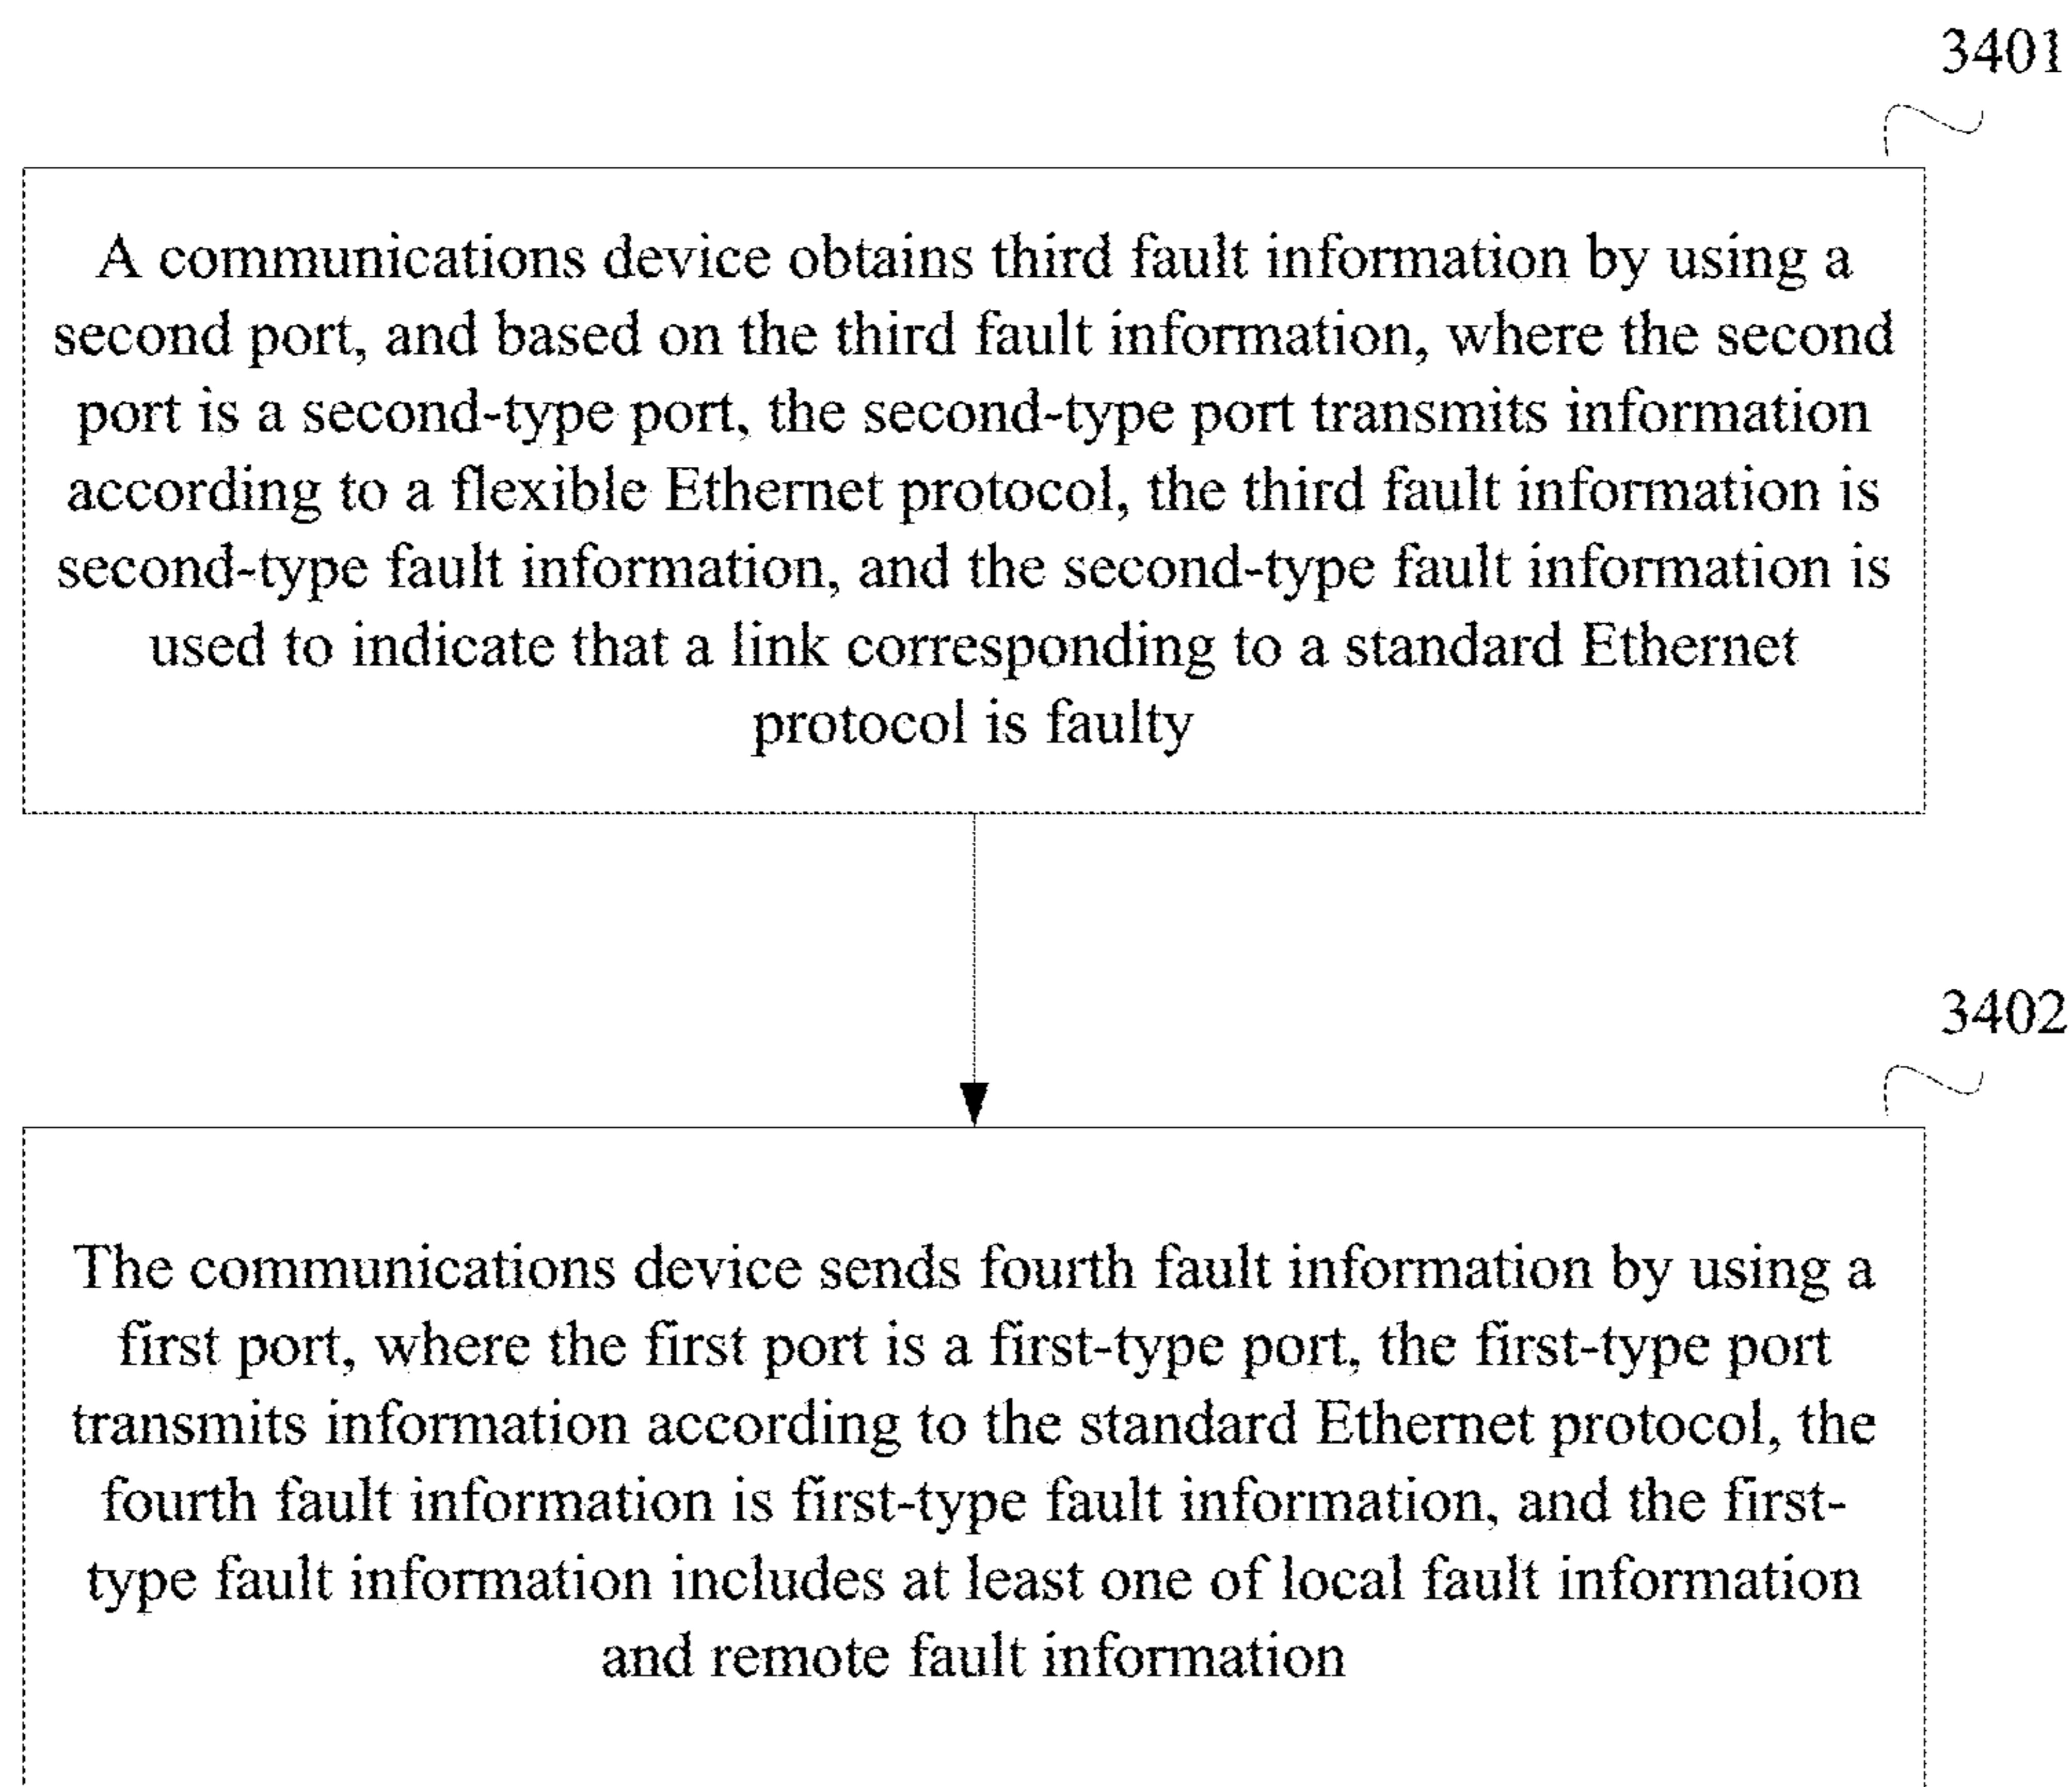 3401
A communications device obtains third fault information by using a
second port, and based on the third fault information, where the second
port is a second-type port, the second-type port transmits information
according to a flexible Ethernet protocol, the third fault information is
second-type fault information, and the second-type fault information is
used to indicate that a link corresponding to a standard Ethernet
protocol is faulty
3402
The communications device sends fourth fault information by using a
first port, where the first port is a first-type port, the first-type port
transmits information according to the standard Ethernet protocol, the
fourth fault information is first-type fault information, and the first-
type fault information includes at least one of local fault information
and remote fault information